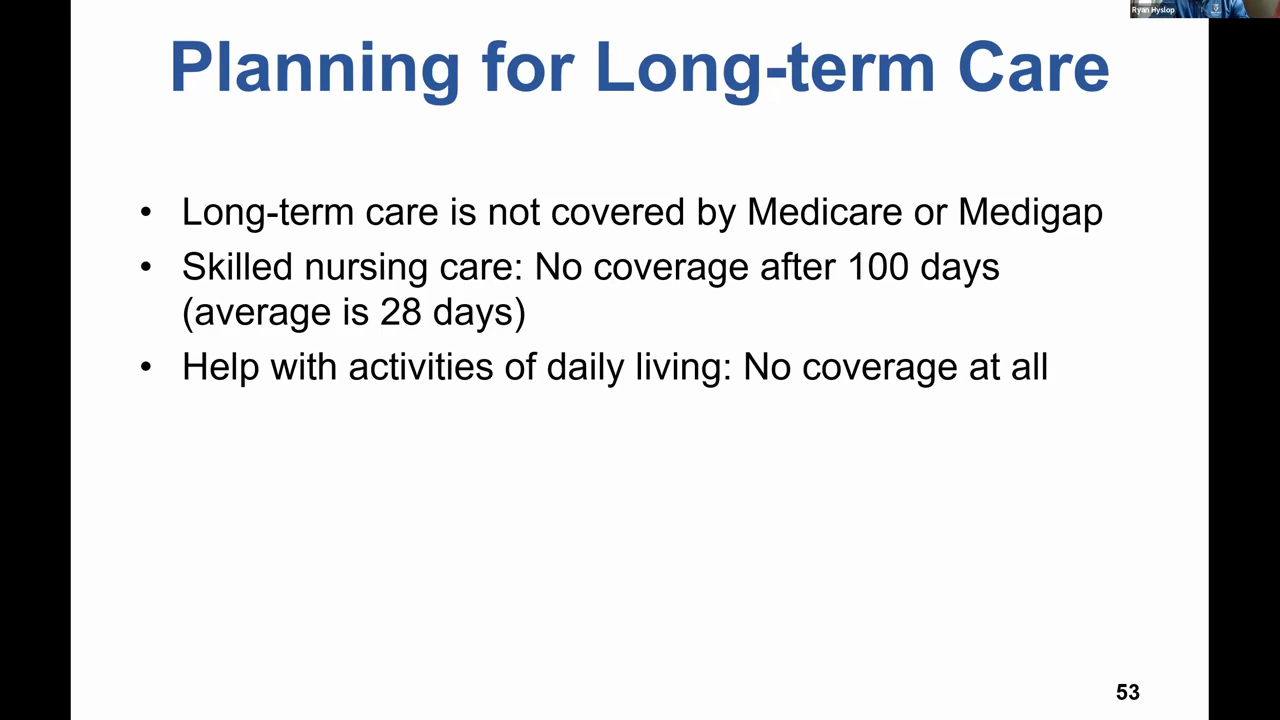 Ryan Hyslop
Planning for Long-term Care
• Long-term care is not covered by Medicare or Medigap
• Skilled nursing care: No coverage after 100 days
(average is 28 days)
• Help with activities of daily living: No coverage at all
53